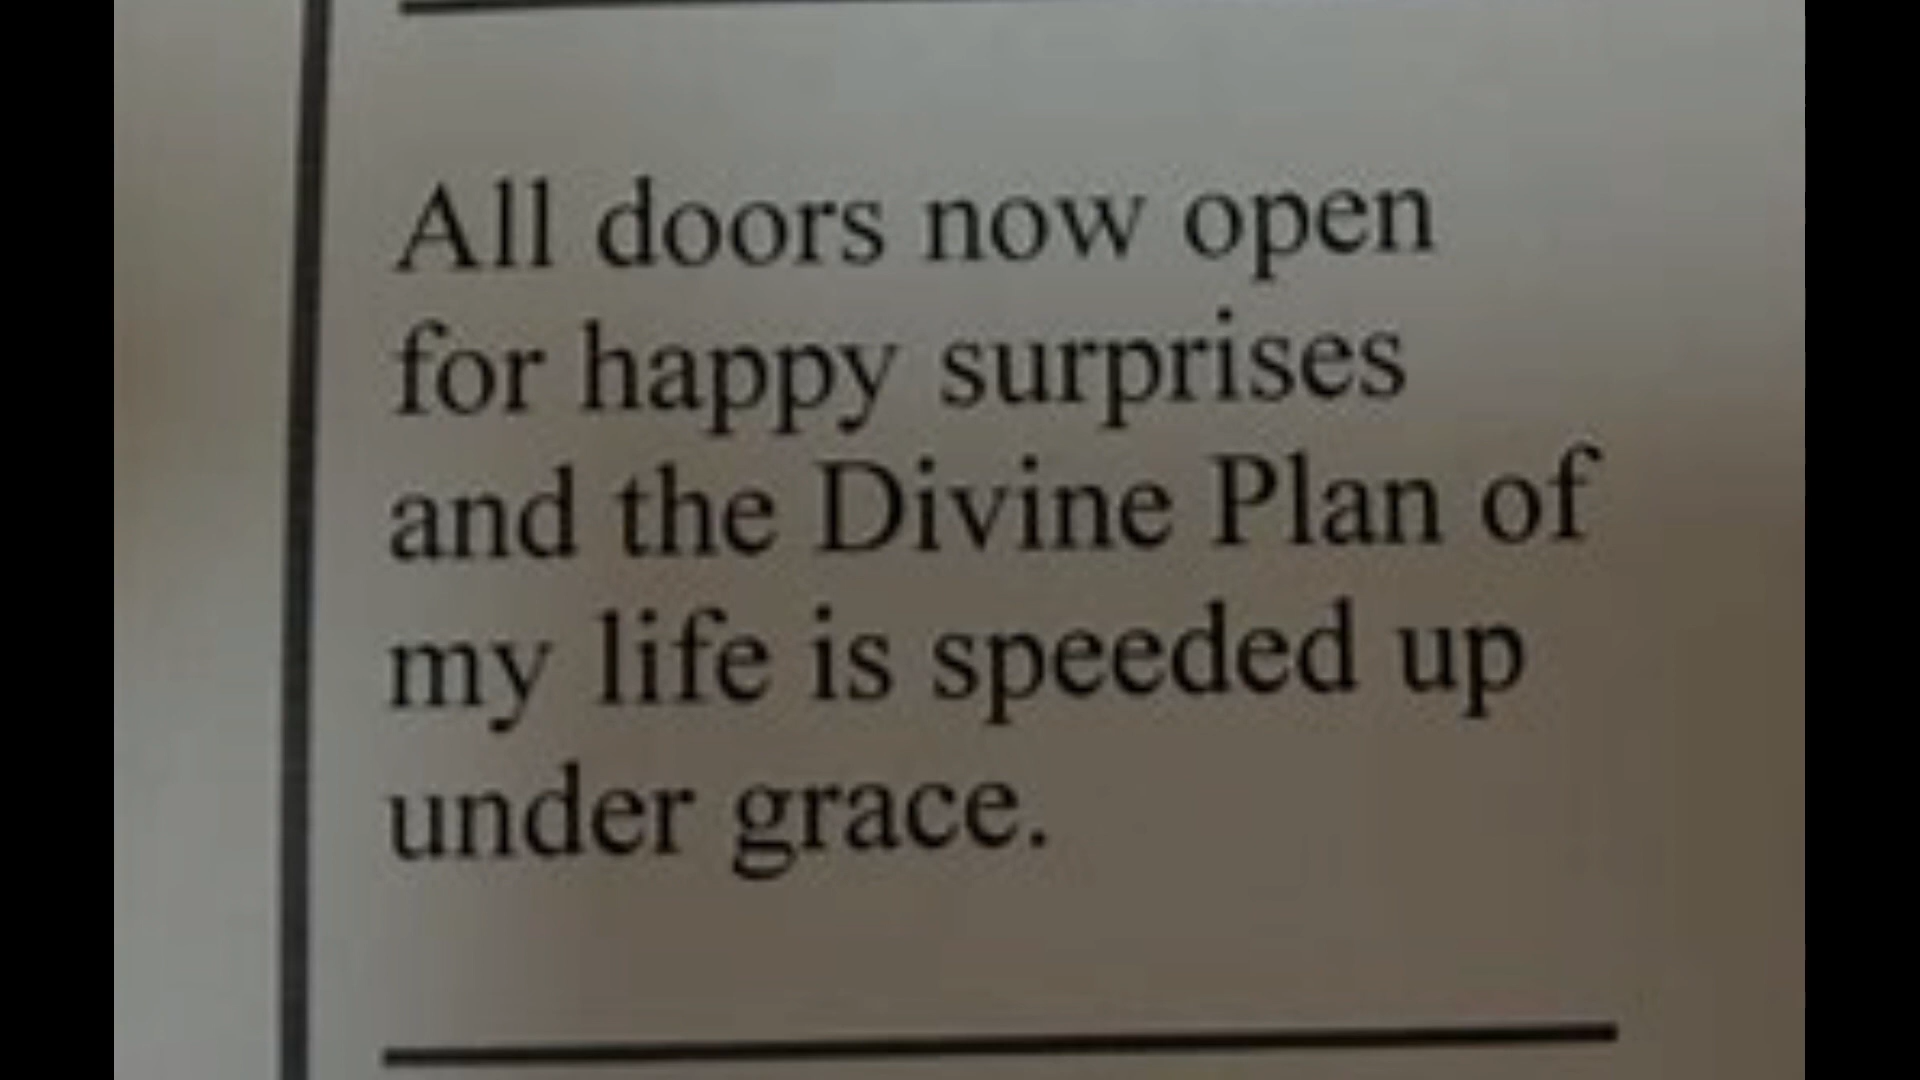 All doors now open
for happy surprises
and the Divine Plan of
my life is speeded up
under grace.